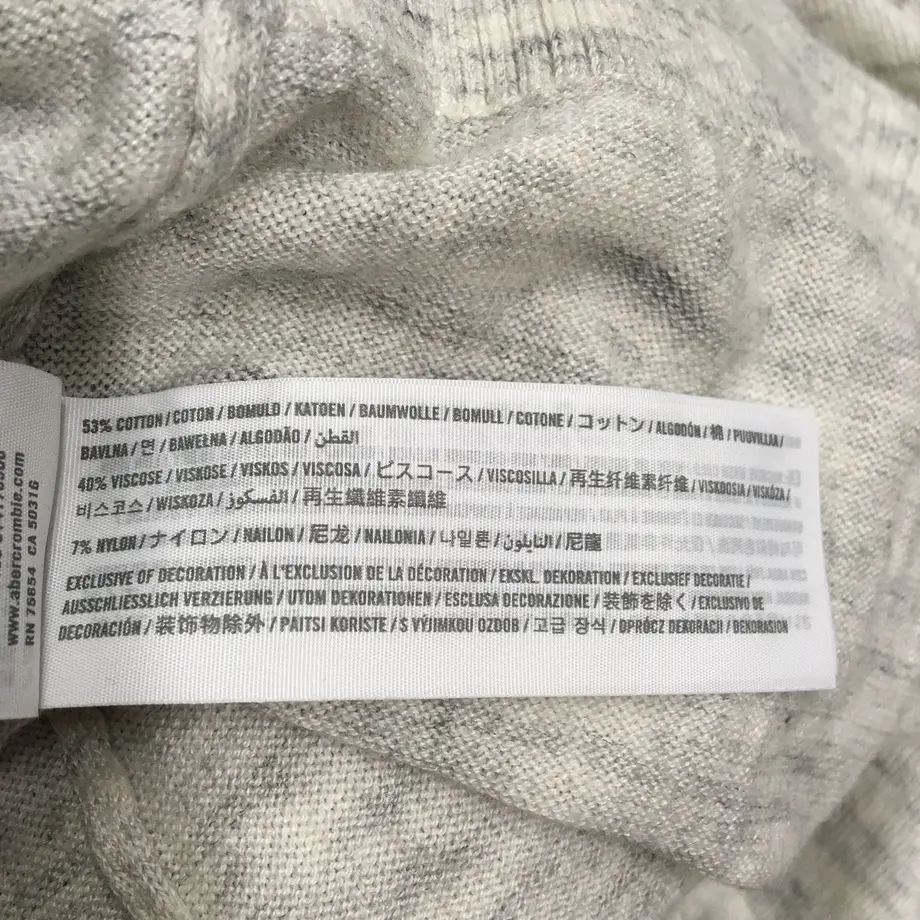 53% COTTON / COTON / BOMULD / KATOEN / BAUMWOLLE / BOMULL / COTONE / コットン / ALGODÓN / 棉 / PUUVILLAA /
BAVLNA / 면 / BAWEŁNA / ALGODÃO / القطن
40% VISCOSE / VISKOSE / VISKOS / VISCOSA / ビスコース / VISCOSILLA / 再生纤维素纤维 / VISKOOSIA / VISKÓZA /
비스코스 / WISKOZA / الفسكوز / 再生纖維素纖維
7% NYLON / ナイロン / NAILON / 尼龙 / NAILONIA / 나일론 / النايلون / 尼龍
EXCLUSIVE OF DECORATION / À L'EXCLUSION DE LA DÉCORATION / EKSKL. DEKORATION / EXCLUSIEF DECORATIE /
AUSSCHLIESSLICH VERZIERUNG / UTOM DEKORATIONEN / ESCLUSA DECORAZIONE / 装飾を除く / EXCLUSIVO DE
DECORACIÓN / 装饰物除外 / PAITSI KORISTE / S VÝJIMKOU OZDOB / 고급 장식 / OPRÓCZ DEKORACJI / DEKORASION
www.abercrombie.com
RN 75654 CA 50316